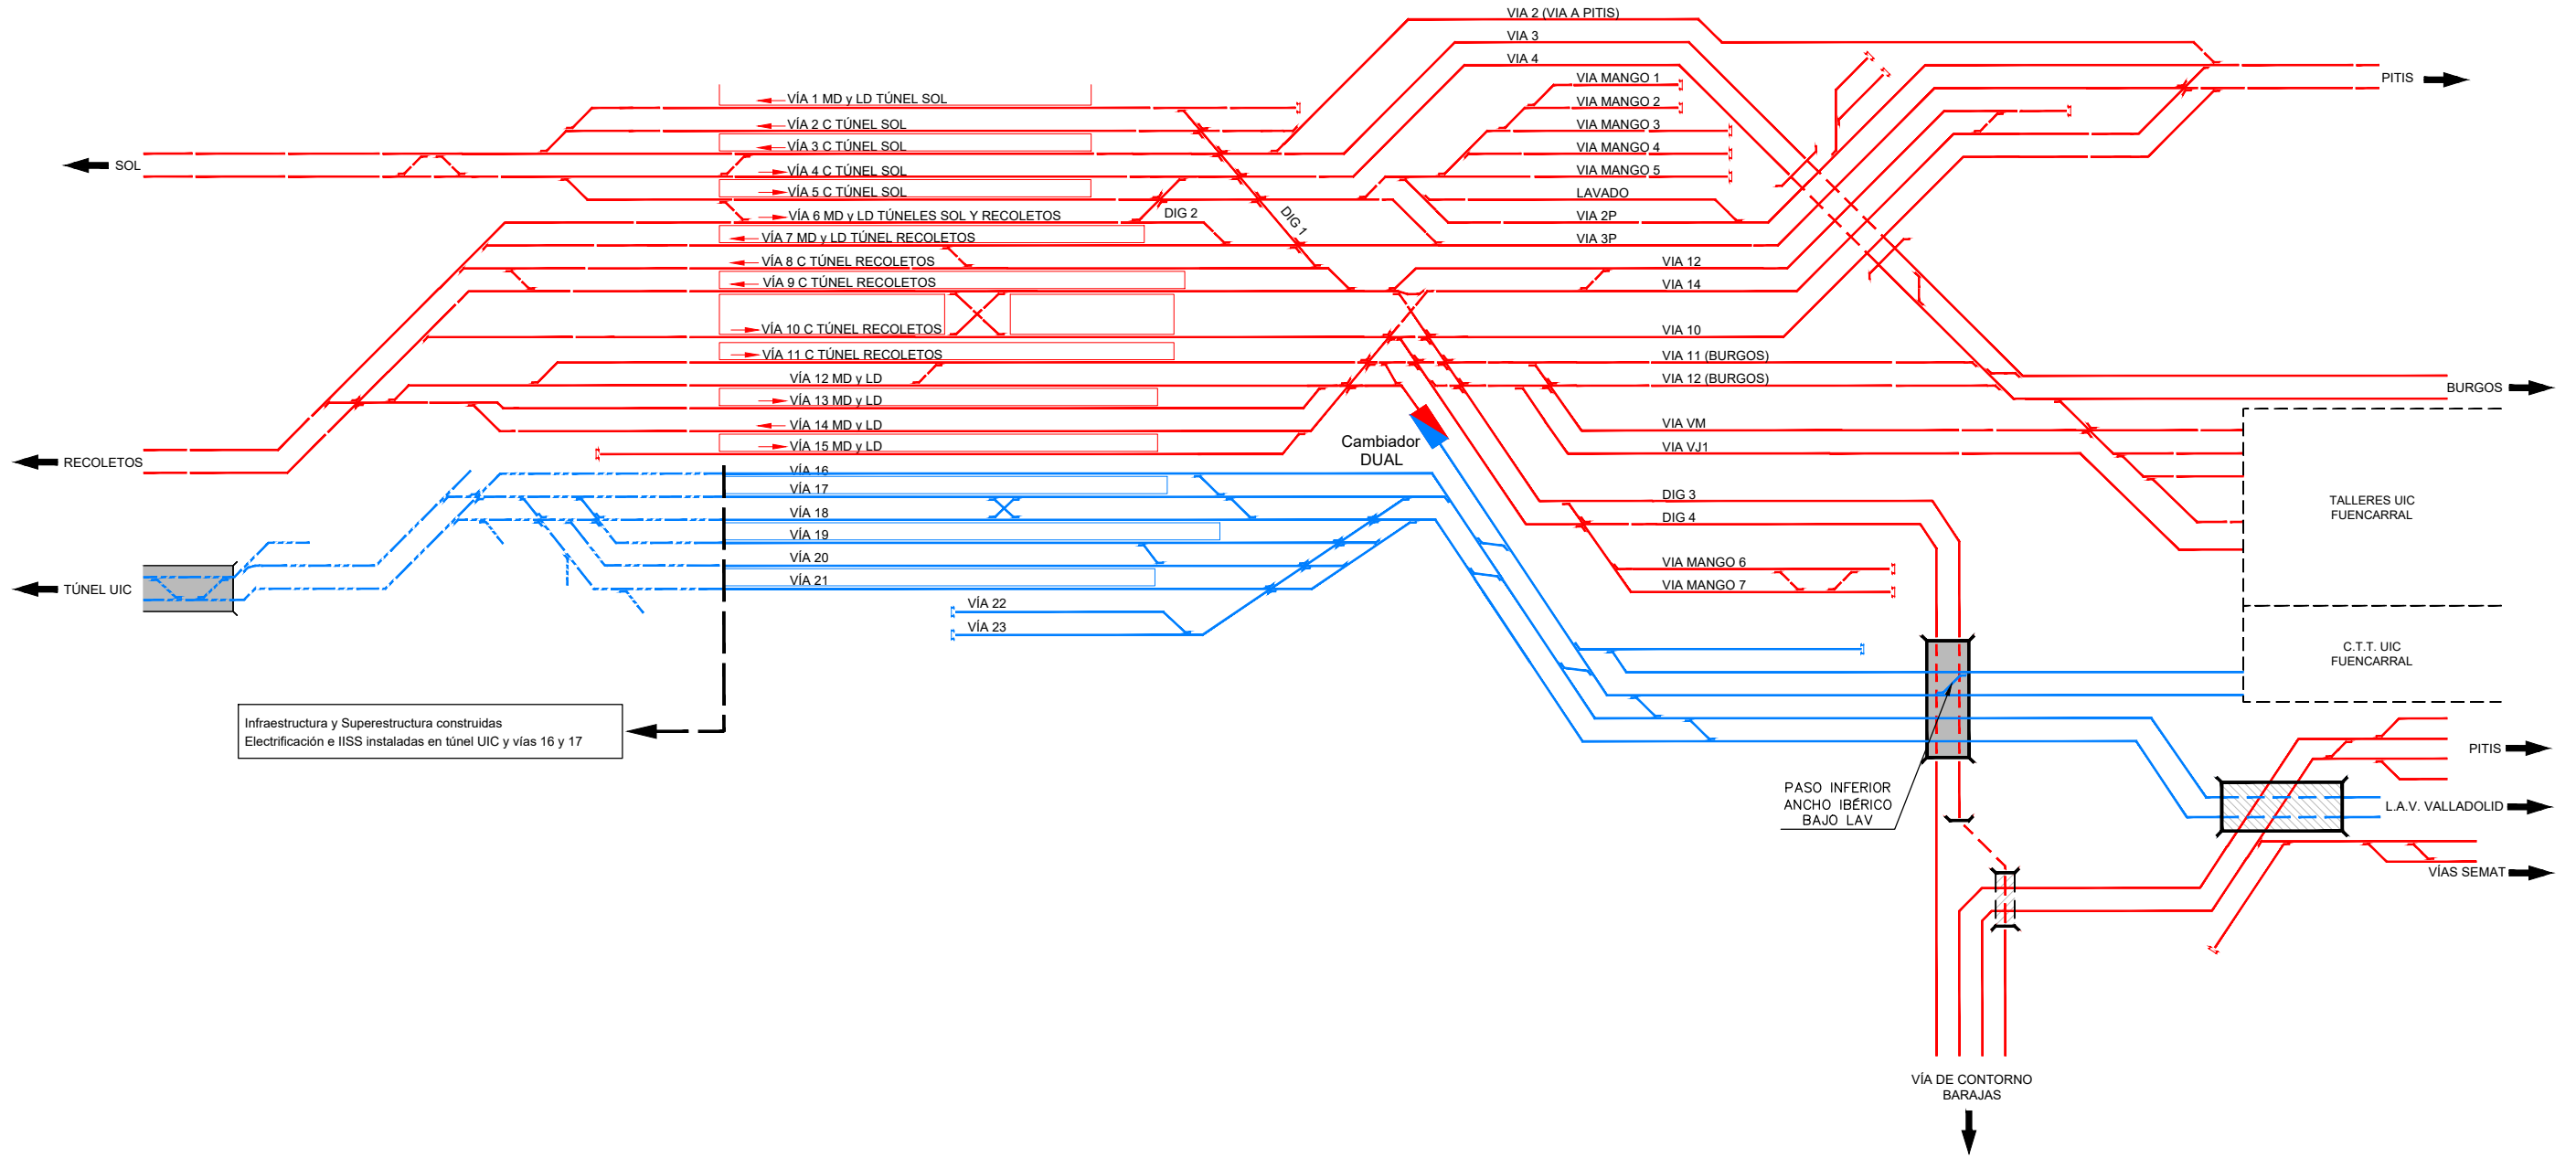 VIA 2 (VIA A PITIS)
VIA 3
VIA 4
PITIS
VIA MANGO 1
VÍA 1 MD y LD TÚNEL SOL
VIA MANGO 2
VÍA 2 C TÚNEL SOL
VIA MANGO 3
VÍA 3 C TÚNEL SOL
VIA MANGO 4
SOL
VÍA 4 C TÚNEL SOL
VIA MANGO 5
VÍA 5 C TÚNEL SOL
LAVADO
VÍA 6 MD y LD TÚNELES SOL Y RECOLETOS
DIG 2
DIG 1
VIA 2P
VÍA 7 MD y LD TÚNEL RECOLETOS
VIA 3P
VÍA 8 C TÚNEL RECOLETOS
VIA 12
VÍA 9 C TÚNEL RECOLETOS
VIA 14
VÍA 10 C TÚNEL RECOLETOS
VIA 10
VÍA 11 C TÚNEL RECOLETOS
VIA 11 (BURGOS)
VÍA 12 MD y LD
VIA 12 (BURGOS)
BURGOS
VÍA 13 MD y LD
VÍA 14 MD y LD
VIA VM
VÍA 15 MD y LD
Cambiador
DUAL
VIA VJ1
RECOLETOS
VÍA 16
VÍA 17
DIG 3
VÍA 18
DIG 4
TALLERES UIC
FUENCARRAL
VÍA 19
VÍA 20
VIA MANGO 6
VÍA 21
VIA MANGO 7
TÚNEL UIC
VÍA 22
VÍA 23
C.T.T. UIC
FUENCARRAL
Infraestructura y Superestructura construidas
Electrificación e IISS instaladas en túnel UIC y vías 16 y 17
PITIS
PASO INFERIOR
ANCHO IBÉRICO
BAJO LAV
L.A.V. VALLADOLID
VÍAS SEMAT
VÍA DE CONTORNO
BARAJAS